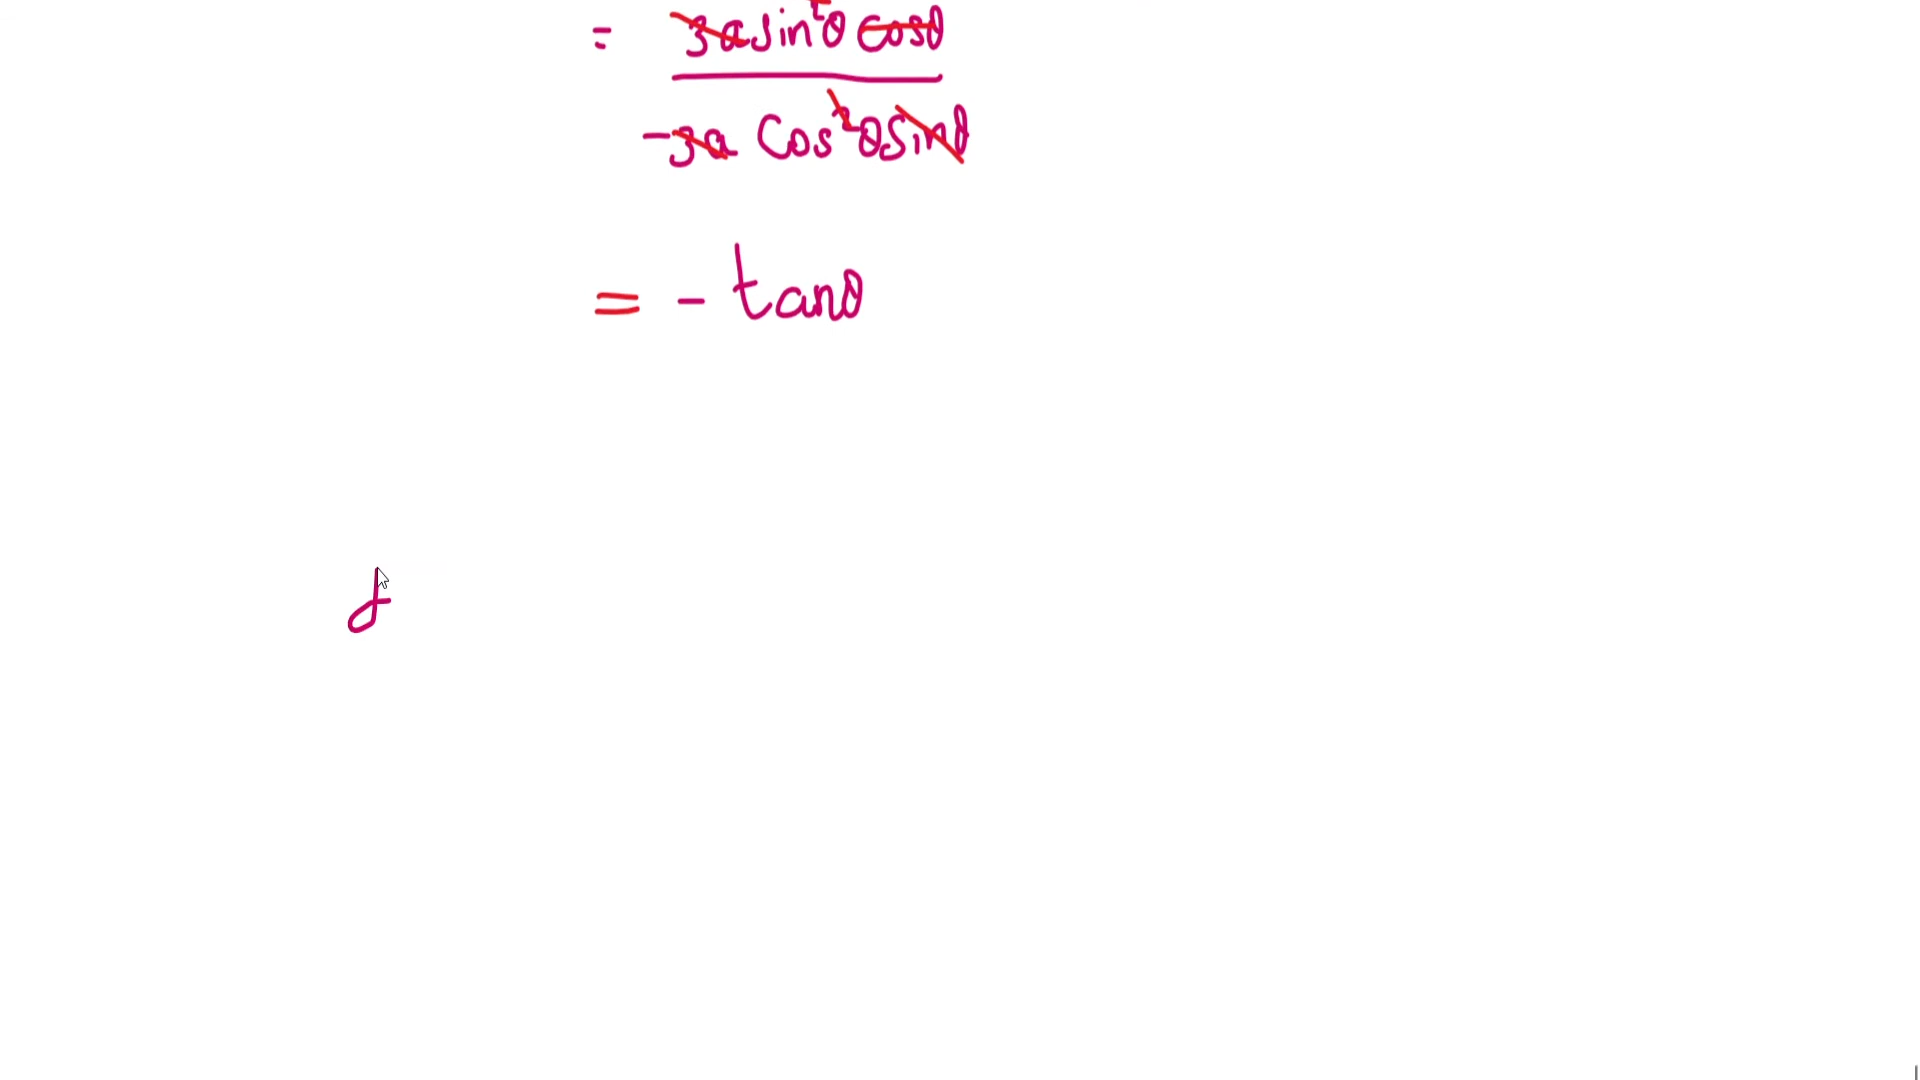 = 3a sin²θ cosθ
-3a Cos²θ sinθ
= - tanθ
d